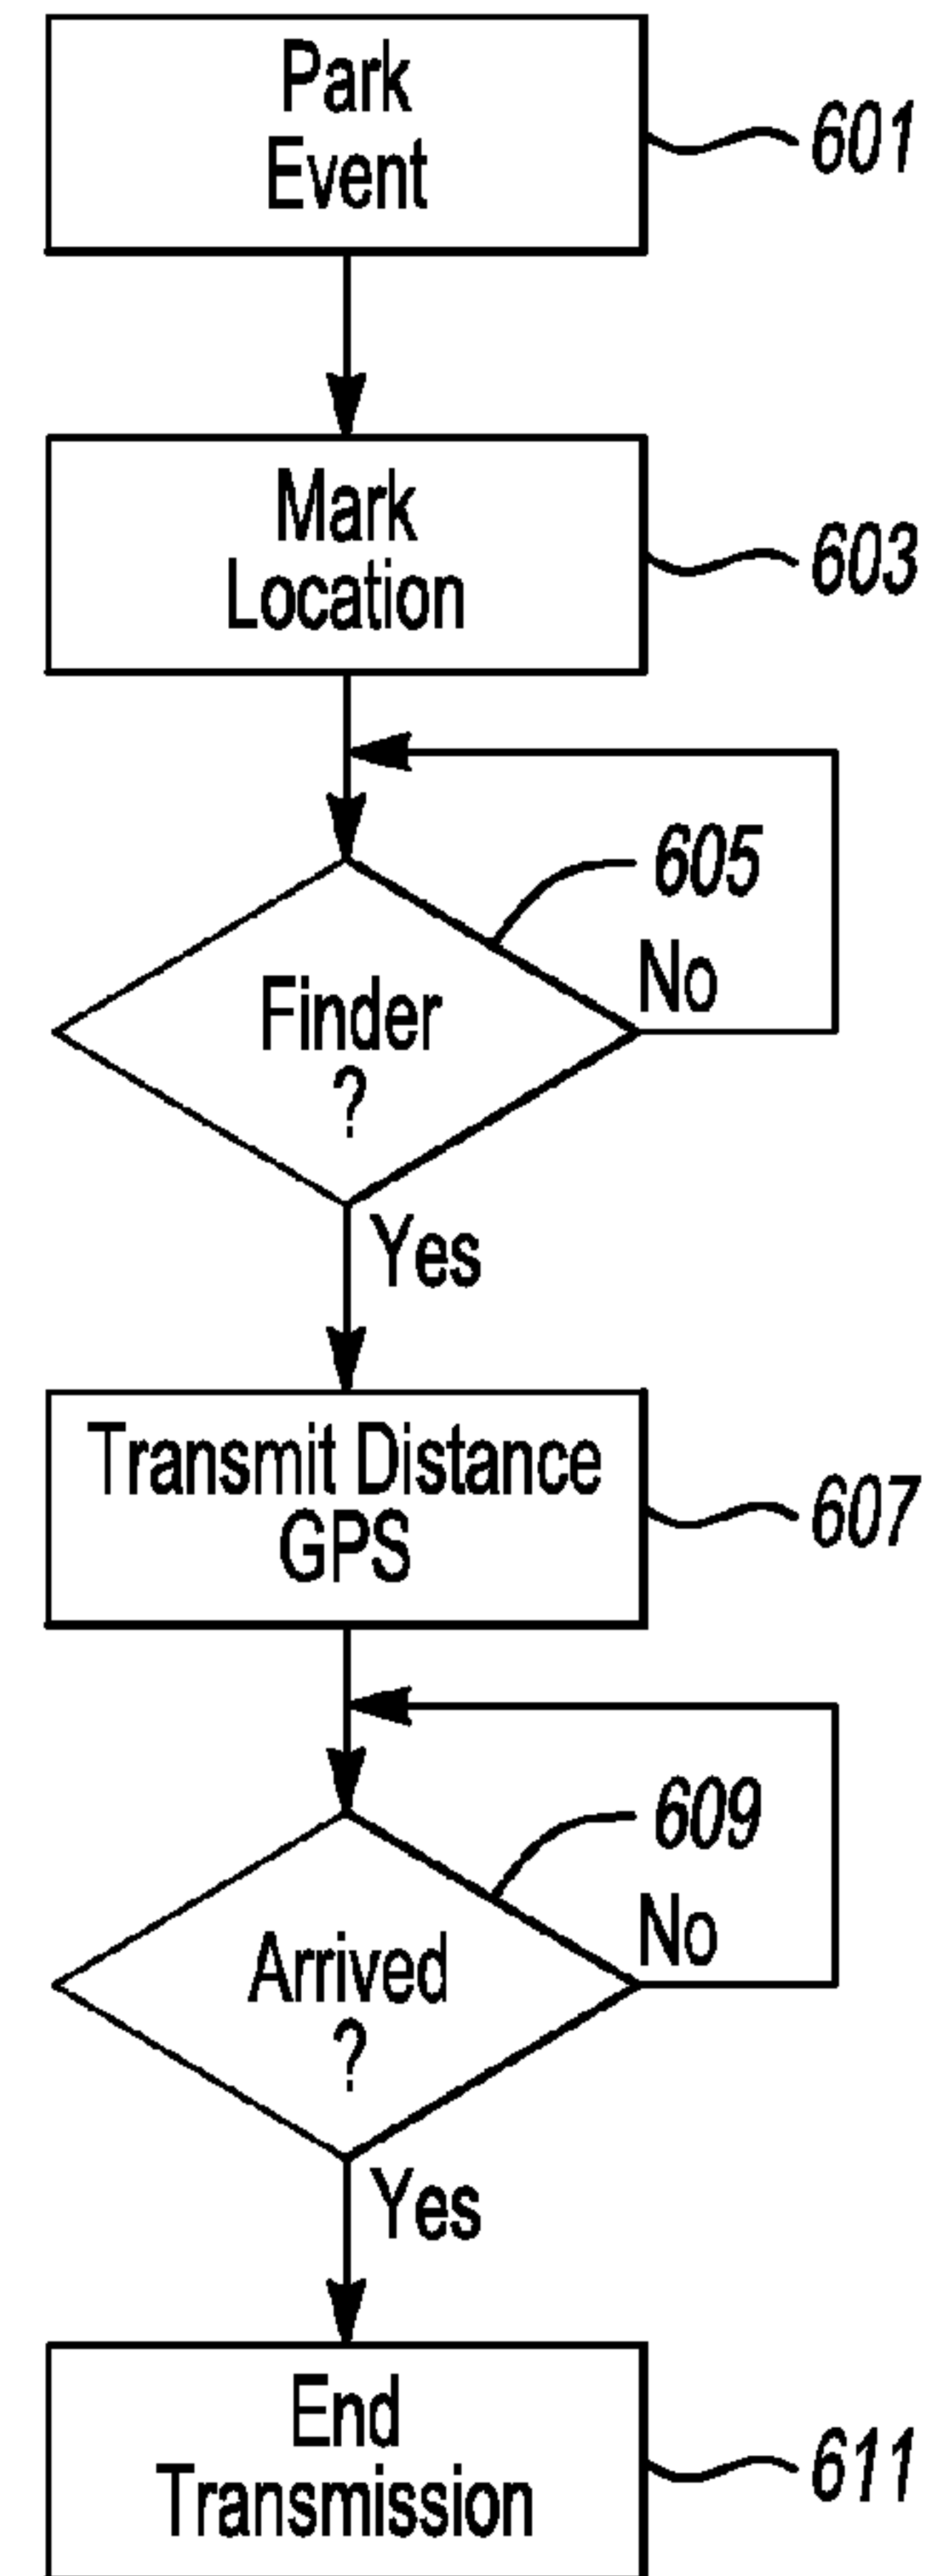 Park
Event
601
Mark
Location
603
605
No
Finder
?
Yes
Transmit Distance
GPS
607
609
No
Arrived
?
Yes
End
Transmission
611